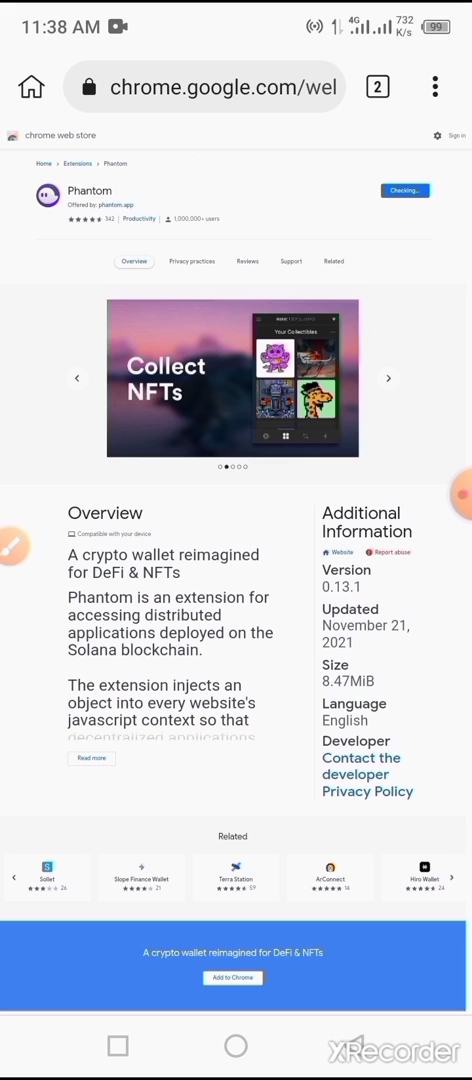 11:38 AM
4G
732
K/s
99
chrome.google.com/wel
2
chrome web store
Sign in
Home > Extensions > Phantom
Phantom
Checking...
Offered by: phantom.app
342
Productivity
1,000,000+ users
Overview
Privacy practices
Reviews
Support
Related
Collect
NFTs
Your Collectibles
Overview
Compatible with your device
A crypto wallet reimagined
for DeFi & NFTs
Phantom is an extension for
accessing distributed
applications deployed on the
Solana blockchain.
The extension injects an
object into every website's
javascript context so that
decentralized applications
Read more
Additional
Information
Website
Report abuse
Version
0.13.1
Updated
November 21,
2021
Size
8.47MiB
Language
English
Developer
Contact the
developer
Privacy Policy
Related
Sollet
26
Slope Finance Wallet
21
Terra Station
59
ArConnect
14
Hiro Wallet
24
A crypto wallet reimagined for DeFi & NFTs
Add to Chrome
XRecorder